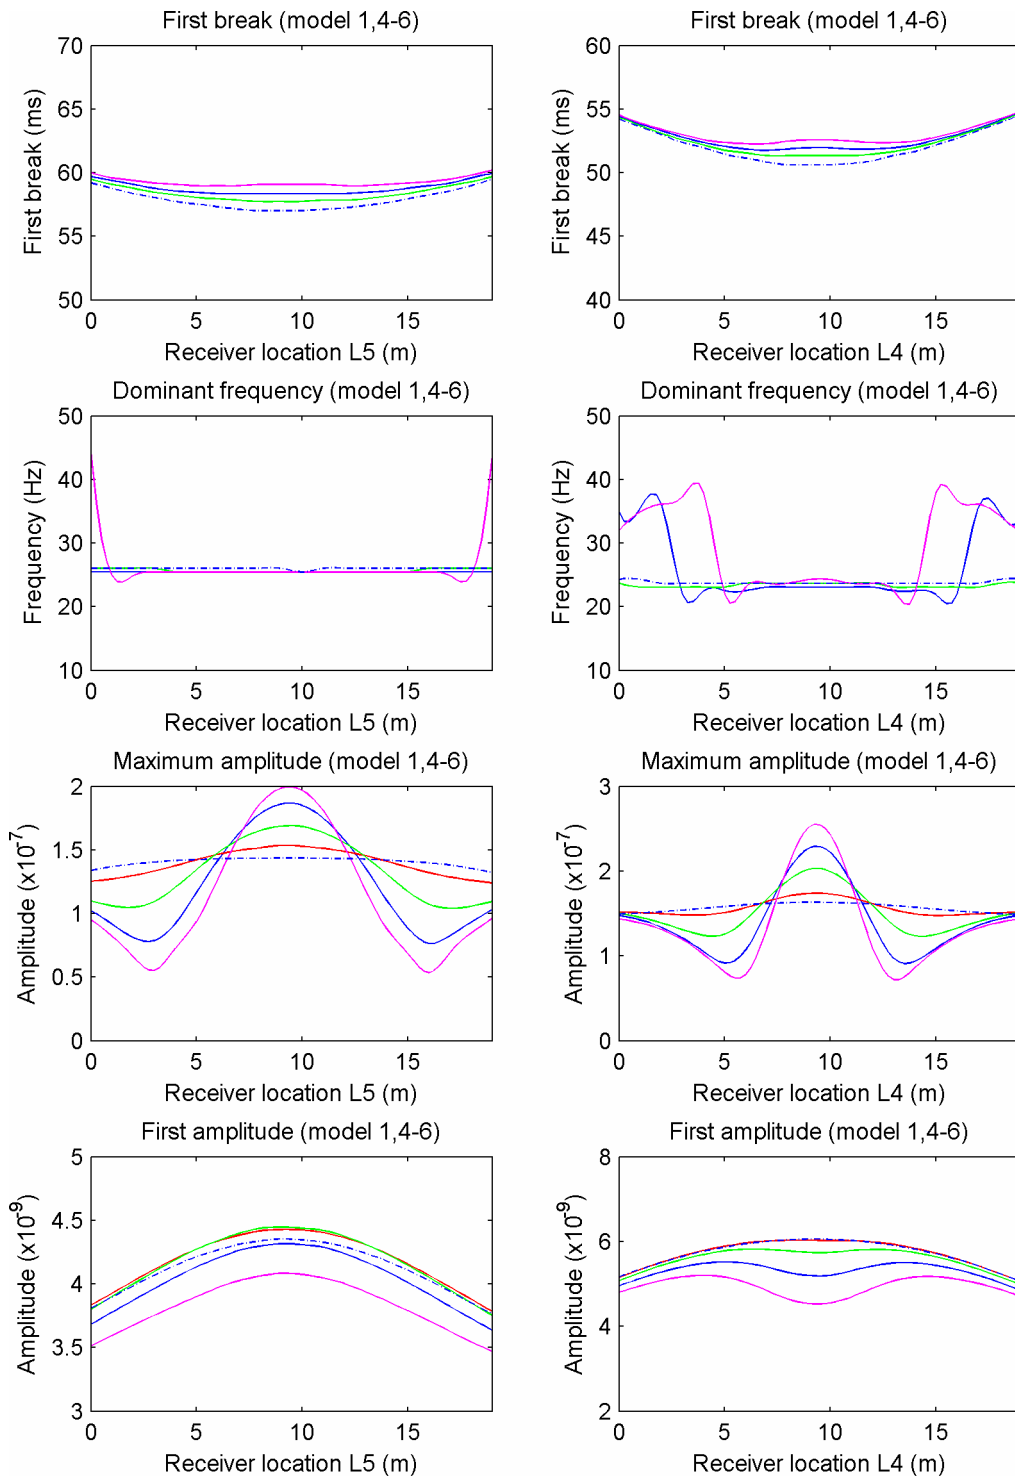 First break (model 1,4-6)
70
65
60
55
50
First break (ms)
0 5 10 15
Receiver location L5 (m)
First break (model 1,4-6)
60
55
50
45
40
First break (ms)
0 5 10 15
Receiver location L4 (m)
Dominant frequency (model 1,4-6)
50
40
30
20
10
Frequency (Hz)
0 5 10 15
Receiver location L5 (m)
Dominant frequency (model 1,4-6)
50
40
30
20
10
Frequency (Hz)
0 5 10 15
Receiver location L4 (m)
Maximum amplitude (model 1,4-6)
2
1.5
1
0.5
0
Amplitude (x10-7)
0 5 10 15
Receiver location L5 (m)
Maximum amplitude (model 1,4-6)
3
2
1
0
Amplitude (x10-7)
0 5 10 15
Receiver location L4 (m)
First amplitude (model 1,4-6)
5
4.5
4
3.5
3
Amplitude (x10-9)
0 5 10 15
Receiver location L5 (m)
First amplitude (model 1,4-6)
8
6
4
2
Amplitude (x10-9)
0 5 10 15
Receiver location L4 (m)